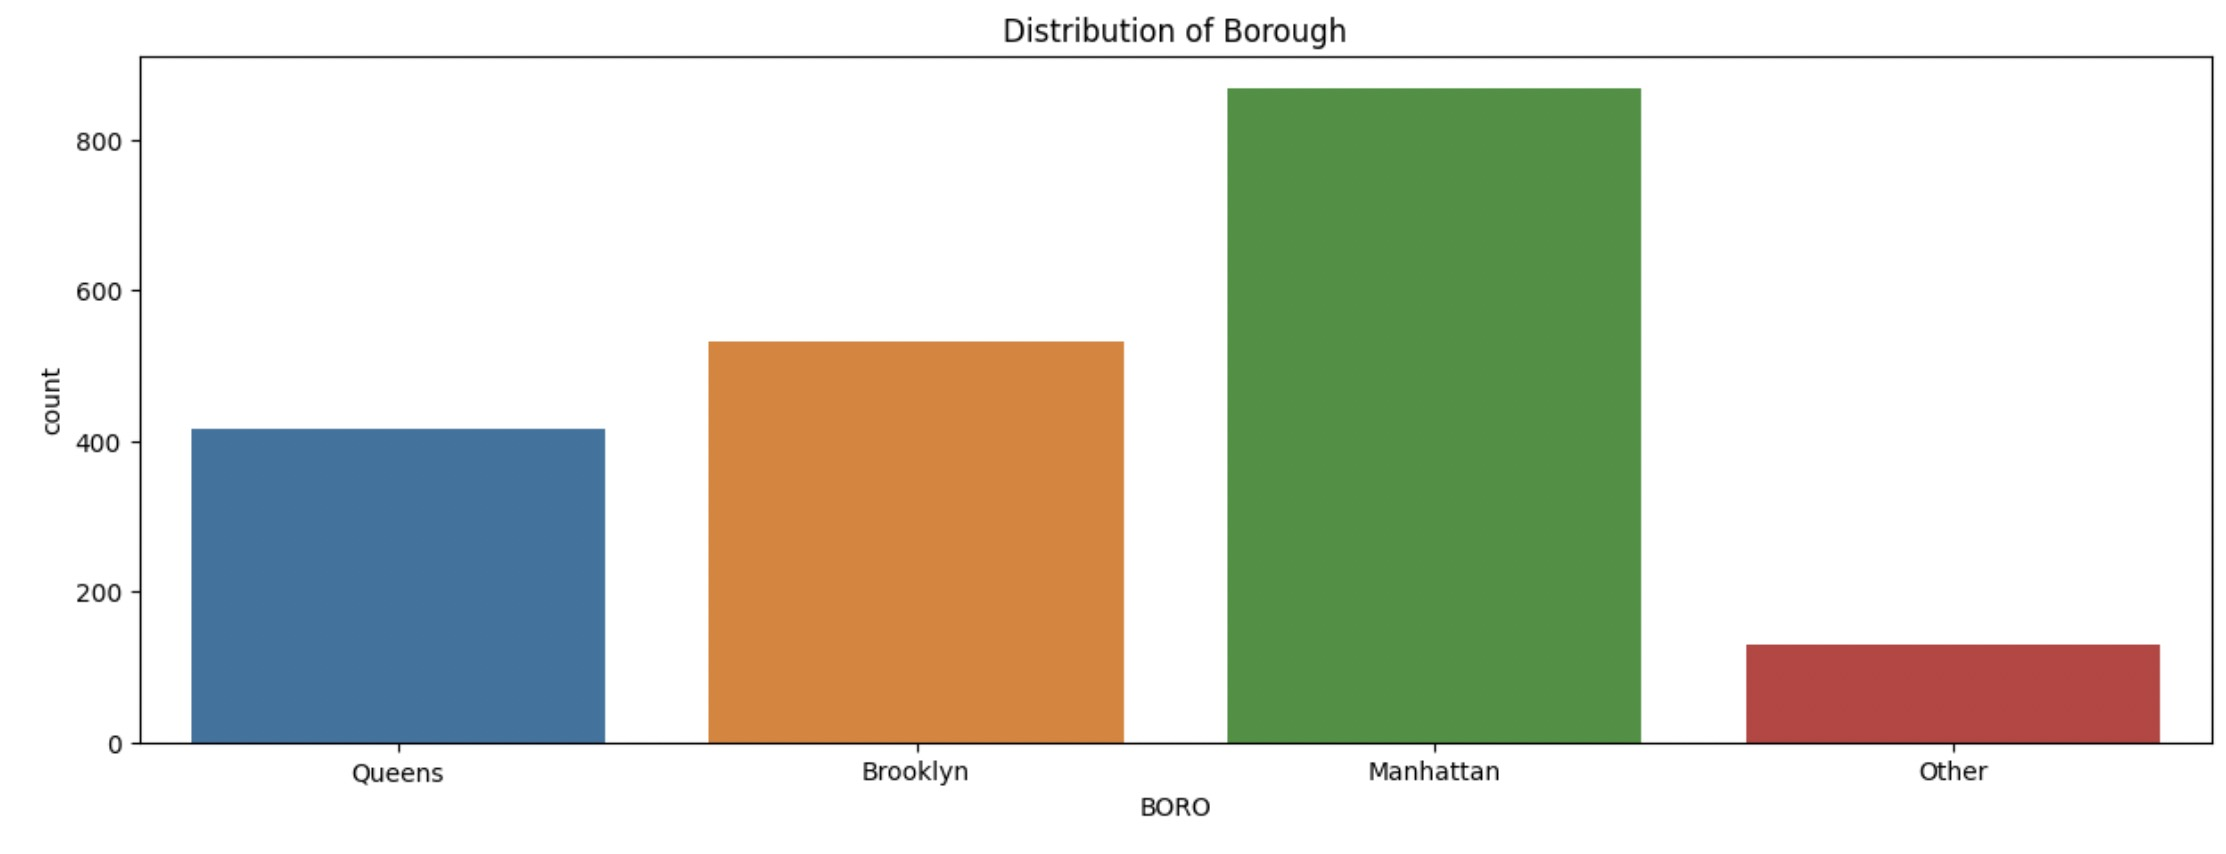 Distribution of Borough
800
600
400
200
0
count
Queens Brooklyn Manhattan Other
BORO